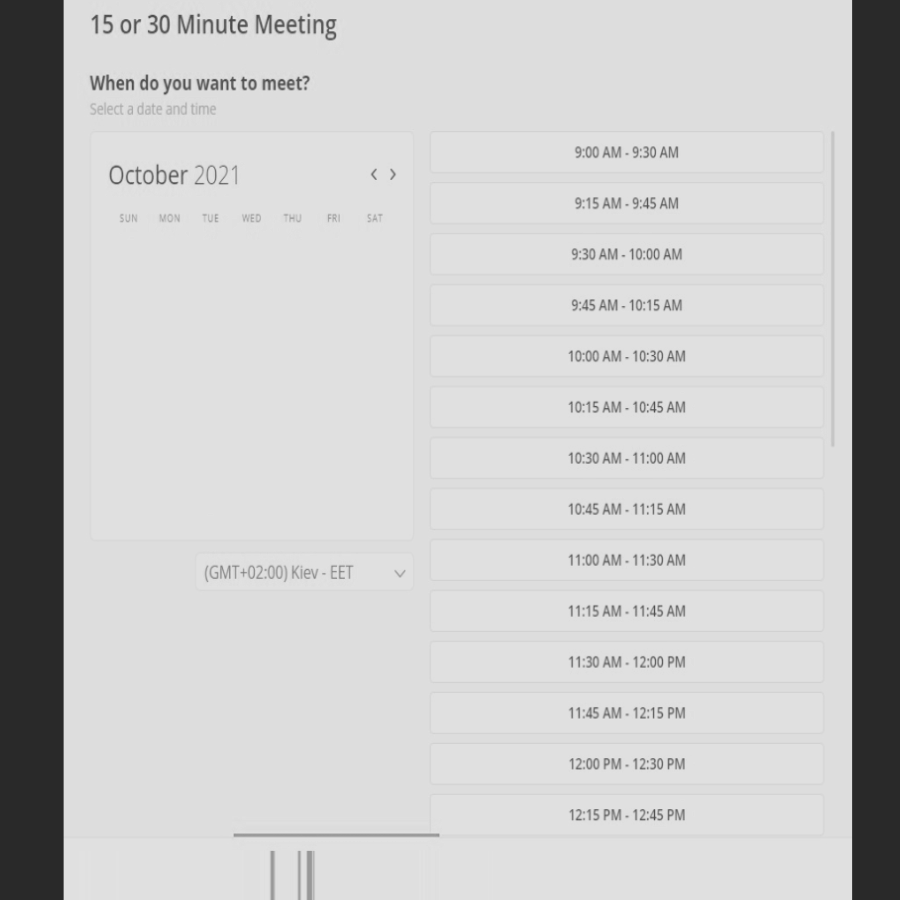 15 or 30 Minute Meeting
When do you want to meet?
Select a date and time
October 2021
SUN MON TUE WED THU FRI SAT
(GMT+02:00) Kiev - EET
9:00 AM - 9:30 AM
9:15 AM - 9:45 AM
9:30 AM - 10:00 AM
9:45 AM - 10:15 AM
10:00 AM - 10:30 AM
10:15 AM - 10:45 AM
10:30 AM - 11:00 AM
10:45 AM - 11:15 AM
11:00 AM - 11:30 AM
11:15 AM - 11:45 AM
11:30 AM - 12:00 PM
11:45 AM - 12:15 PM
12:00 PM - 12:30 PM
12:15 PM - 12:45 PM